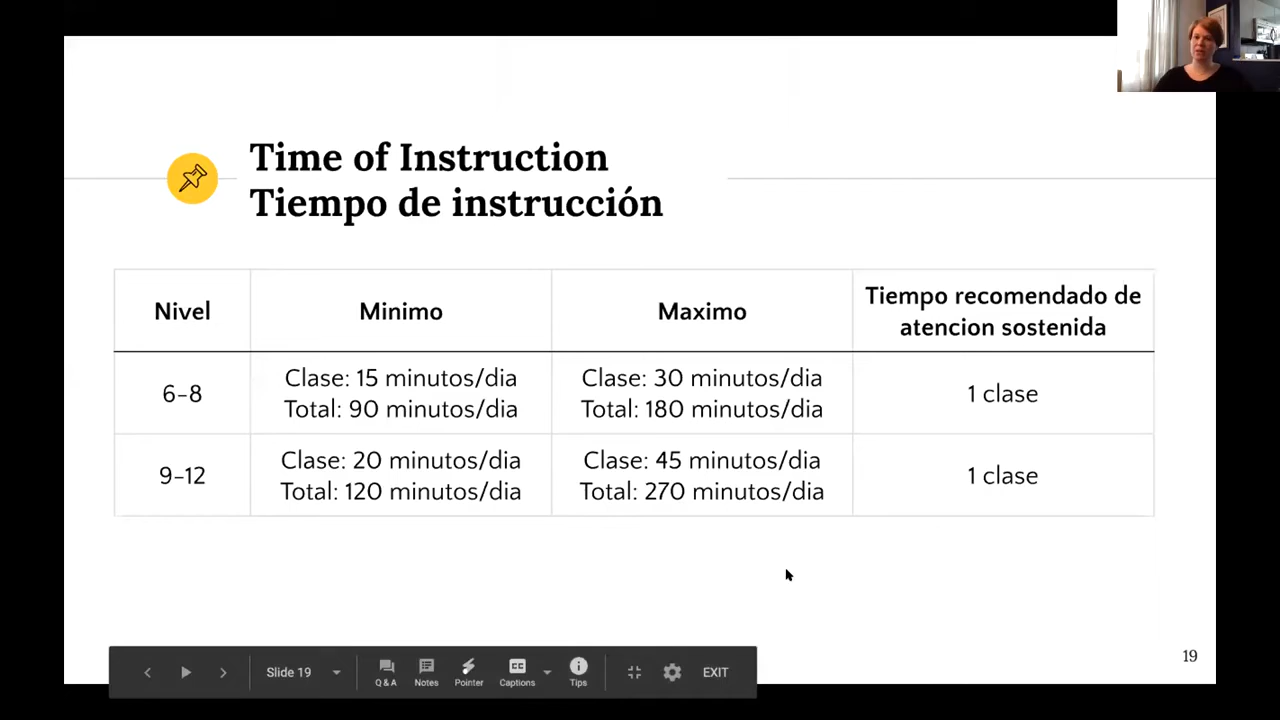 Time of Instruction
Tiempo de instrucción
Nivel
Minimo
Maximo
Tiempo recomendado de
atencion sostenida
6-8
Clase: 15 minutos/dia
Total: 90 minutos/dia
Clase: 30 minutos/dia
Total: 180 minutos/dia
1 clase
9-12
Clase: 20 minutos/dia
Total: 120 minutos/dia
Clase: 45 minutos/dia
Total: 270 minutos/dia
1 clase
19
Slide 19
Q & A
Notes
Pointer
CC
Captions
Tips
EXIT